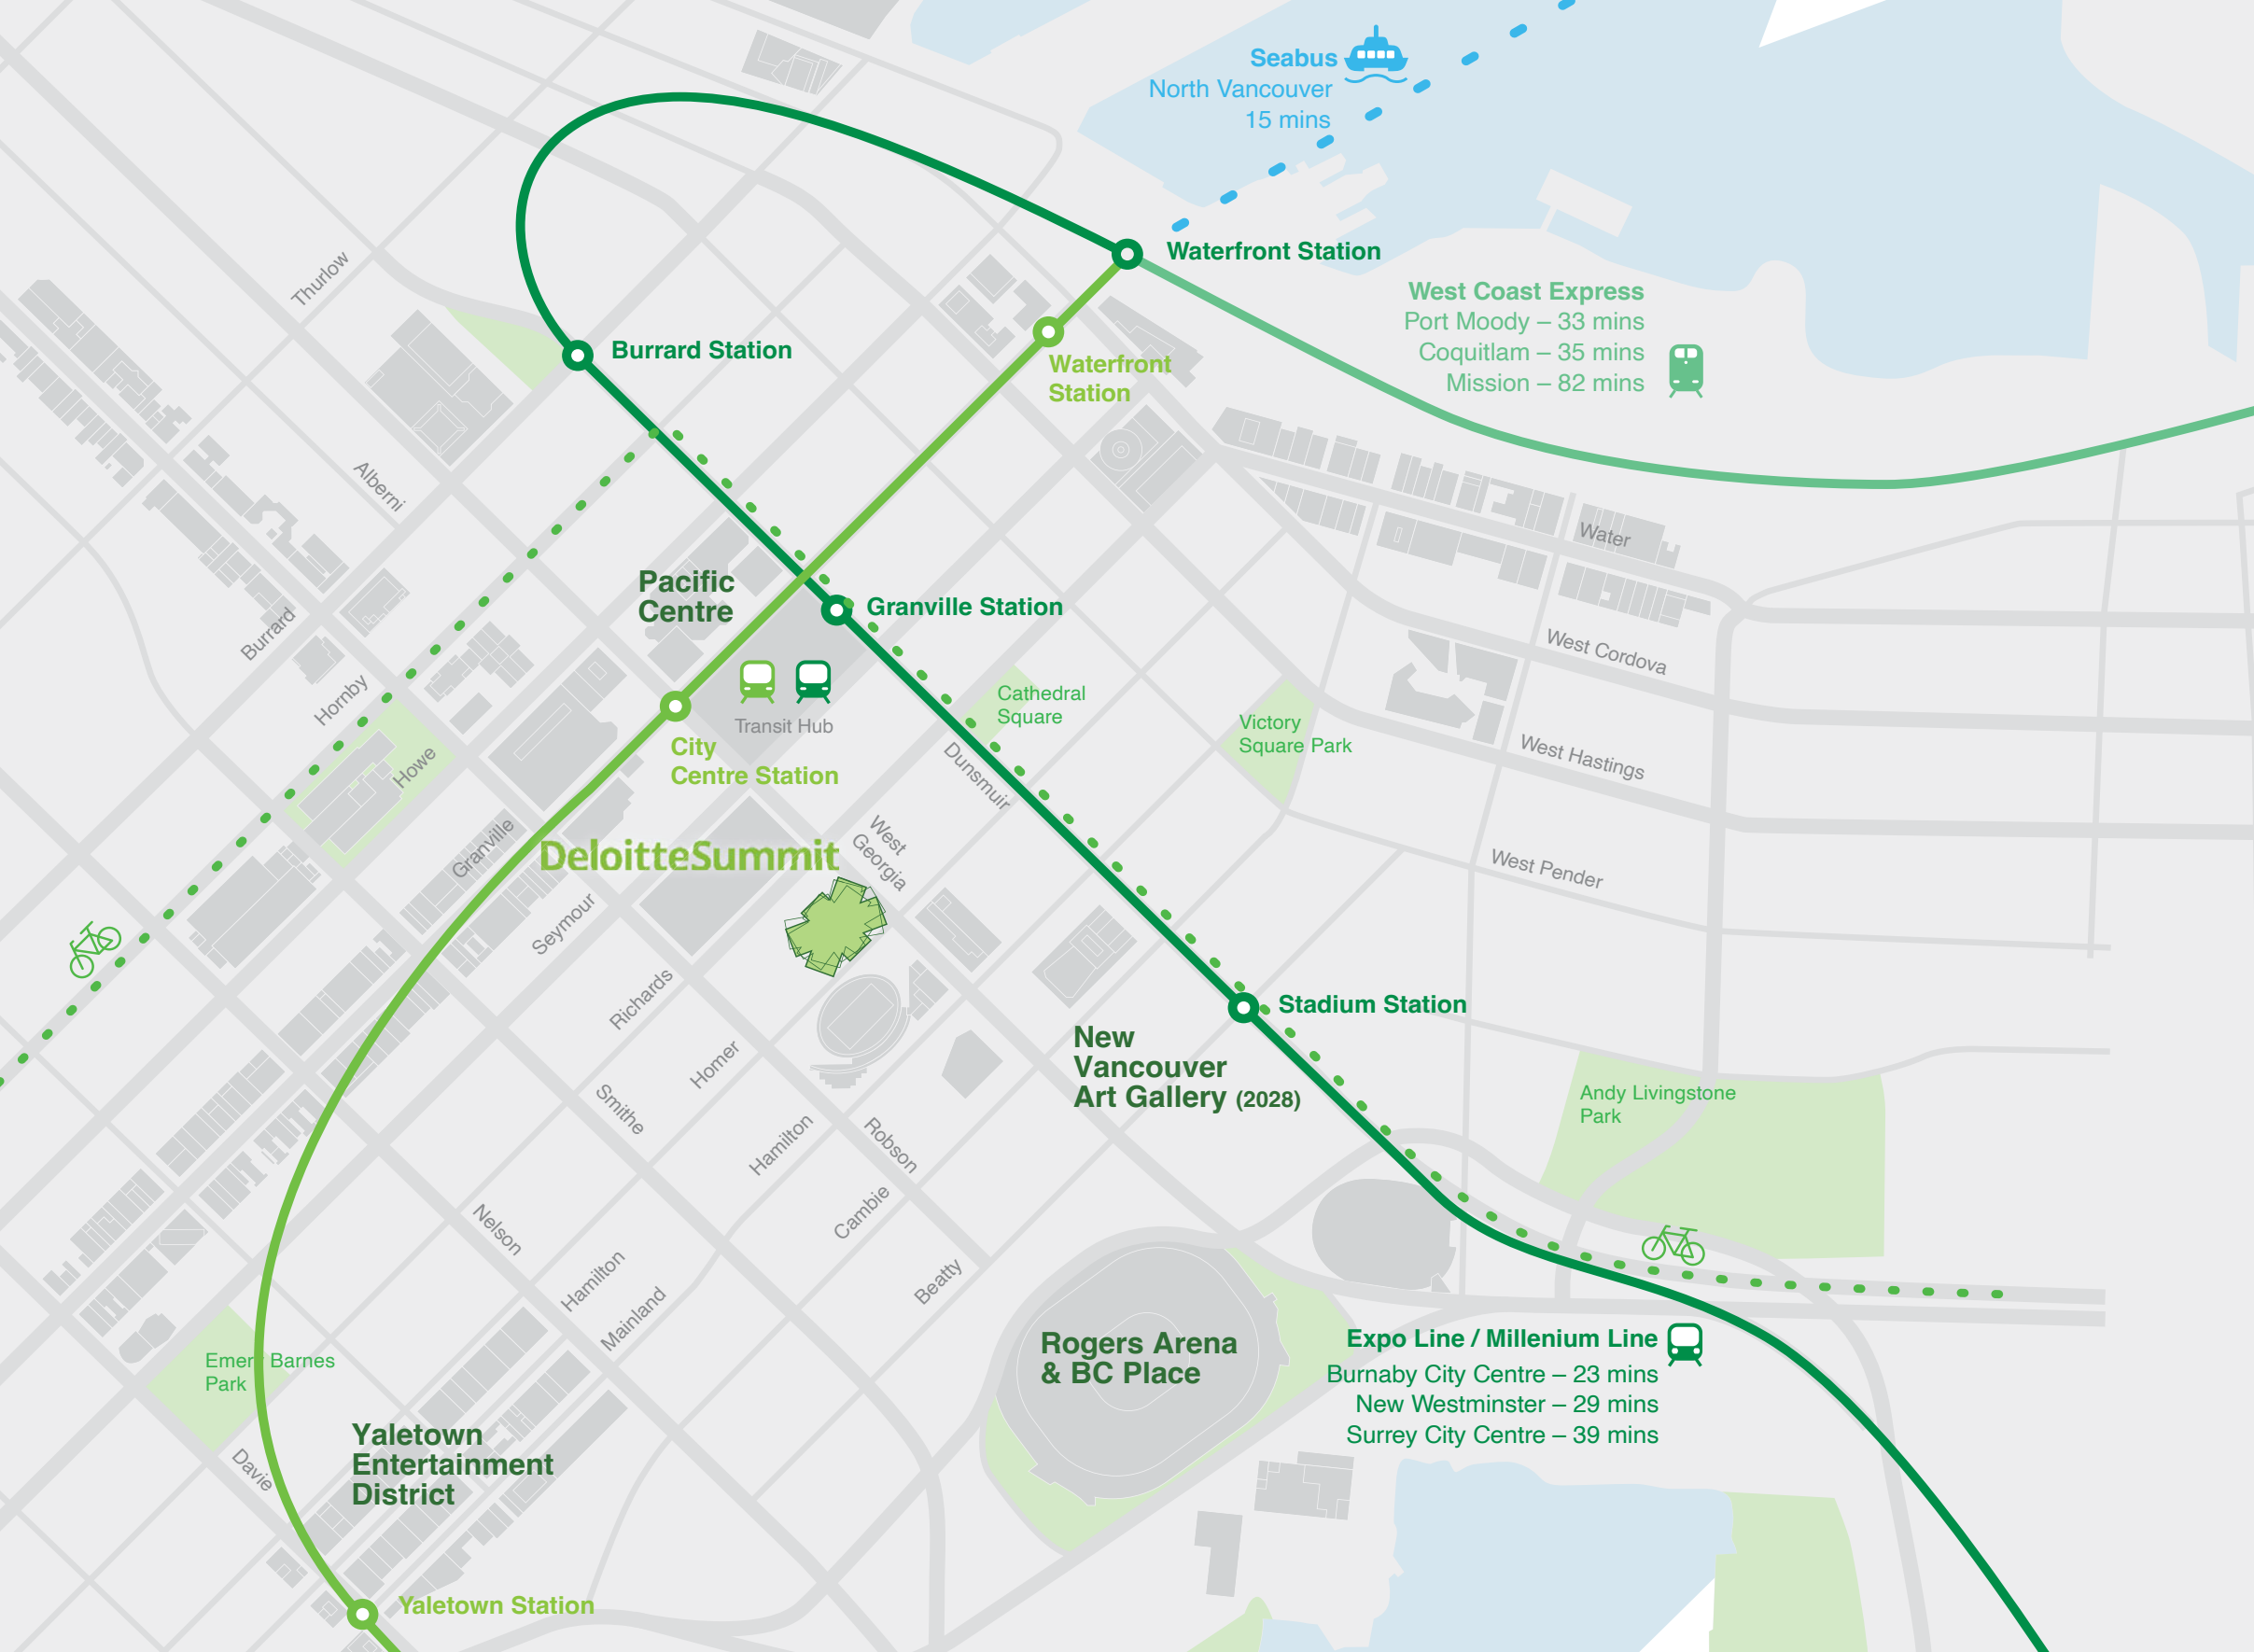 Seabus
North Vancouver
15 mins
Waterfront Station
West Coast Express
Port Moody – 33 mins
Coquitlam – 35 mins
Mission – 82 mins
Thurlow
Burrard Station
Waterfront
Station
Alberni
Water
Pacific
Centre
Granville Station
Burrard
West Cordova
Hornby
Cathedral
Square
Victory
Square Park
Transit Hub
City
Centre Station
Howe
Dunsmuir
West Hastings
Granville
DeloitteSummit
West
Georgia
West Pender
Seymour
Richards
Stadium Station
New
Vancouver
Art Gallery (2028)
Homer
Smithe
Hamilton
Robson
Andy Livingstone
Park
Nelson
Cambie
Hamilton
Mainland
Beatty
Rogers Arena
& BC Place
Expo Line / Millenium Line
Burnaby City Centre – 23 mins
New Westminster – 29 mins
Surrey City Centre – 39 mins
Emery Barnes
Park
Davie
Yaletown
Entertainment
District
Yaletown Station